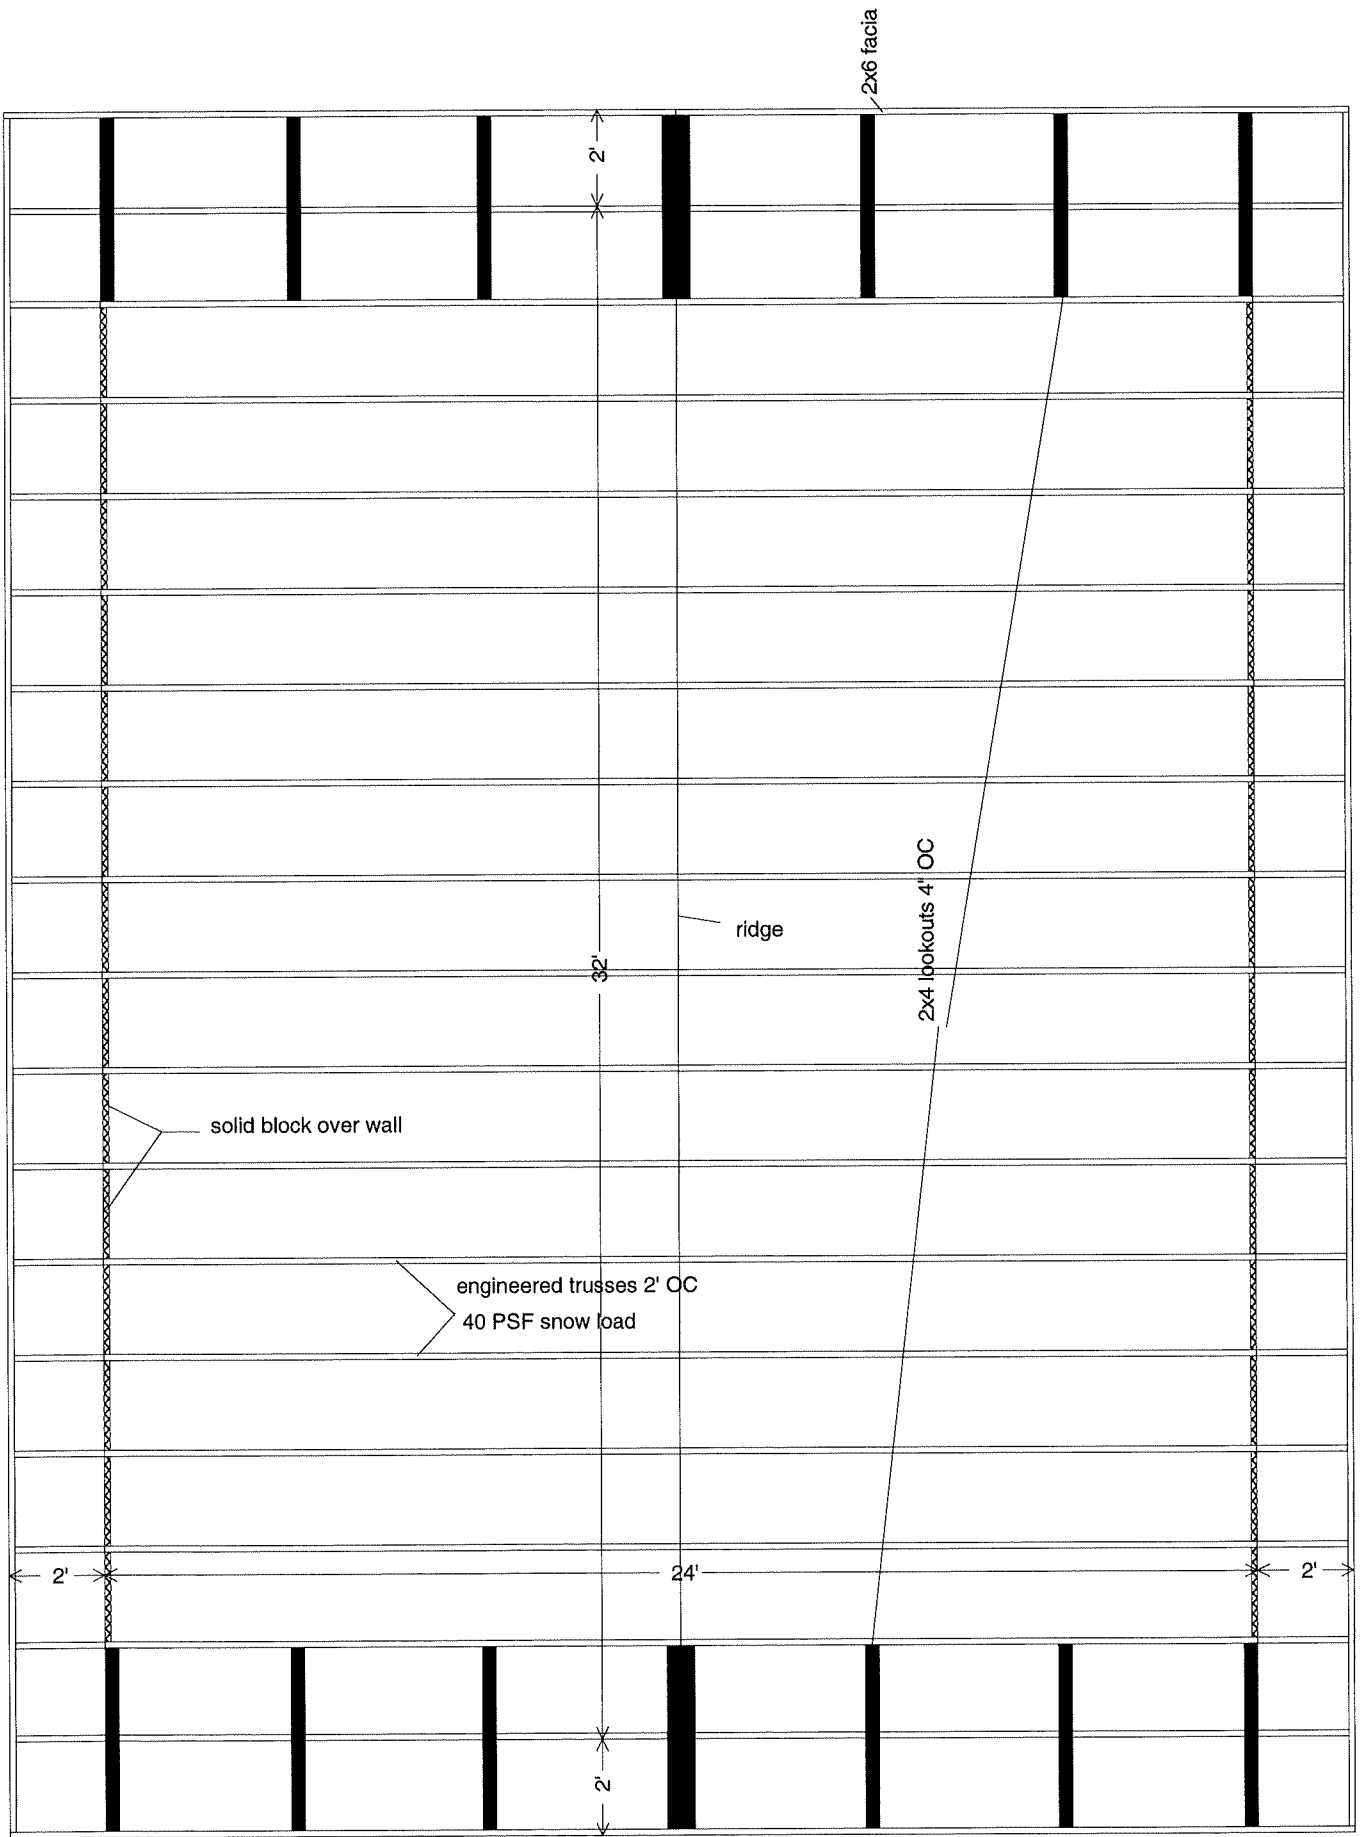 2x6 facia
2'
2x4 lookouts 4" OC
ridge
32'
solid block over wall
engineered trusses 2' OC
40 PSF snow load
2'
24'
2'
2'